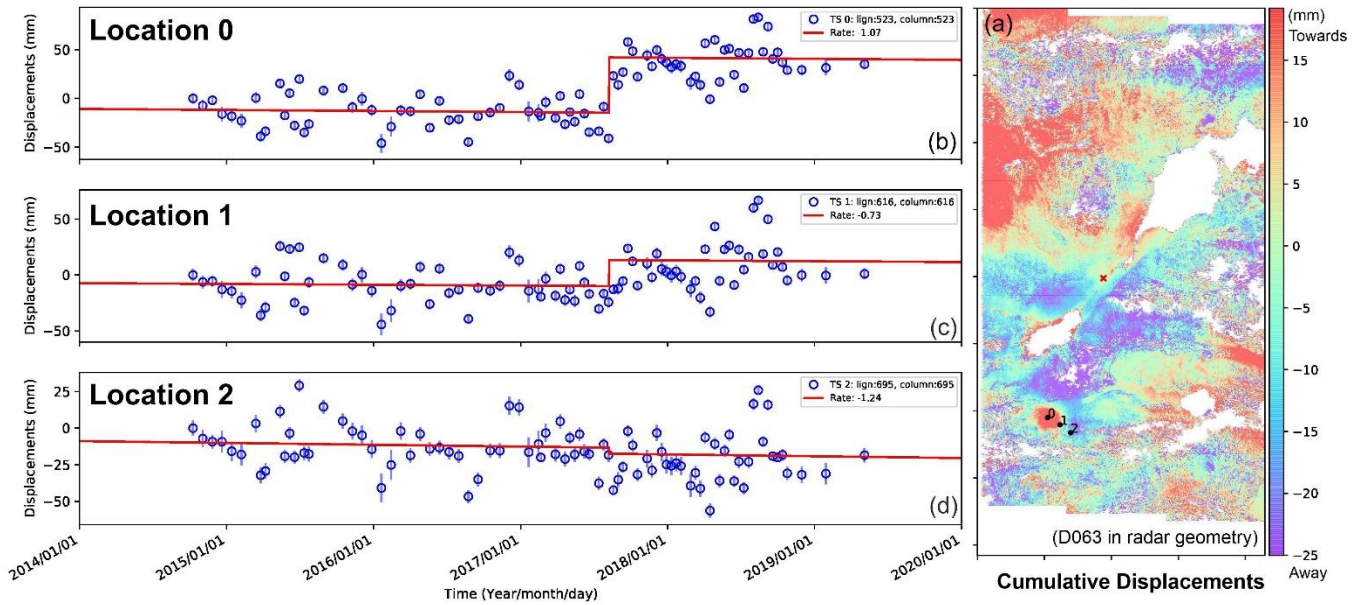 Location 0
TS 0: lign:523, column:523
Rate: -1.07
Displacements (mm)
50
0
−50
(b)
Location 1
TS 1: lign:616, column:616
Rate: -0.73
Displacements (mm)
50
0
−50
(c)
Location 2
TS 2: lign:695, column:695
Rate: -1.24
Displacements (mm)
25
0
−25
−50
(d)
2014/01/01
2015/01/01
2016/01/01
2017/01/01
2018/01/01
2019/01/01
2020/01/01
Time (Year/month/day)
(a)
0
1
2
(D063 in radar geometry)
Cumulative Displacements
(mm)
Towards
15
10
5
0
−5
−10
−15
−20
−25
Away